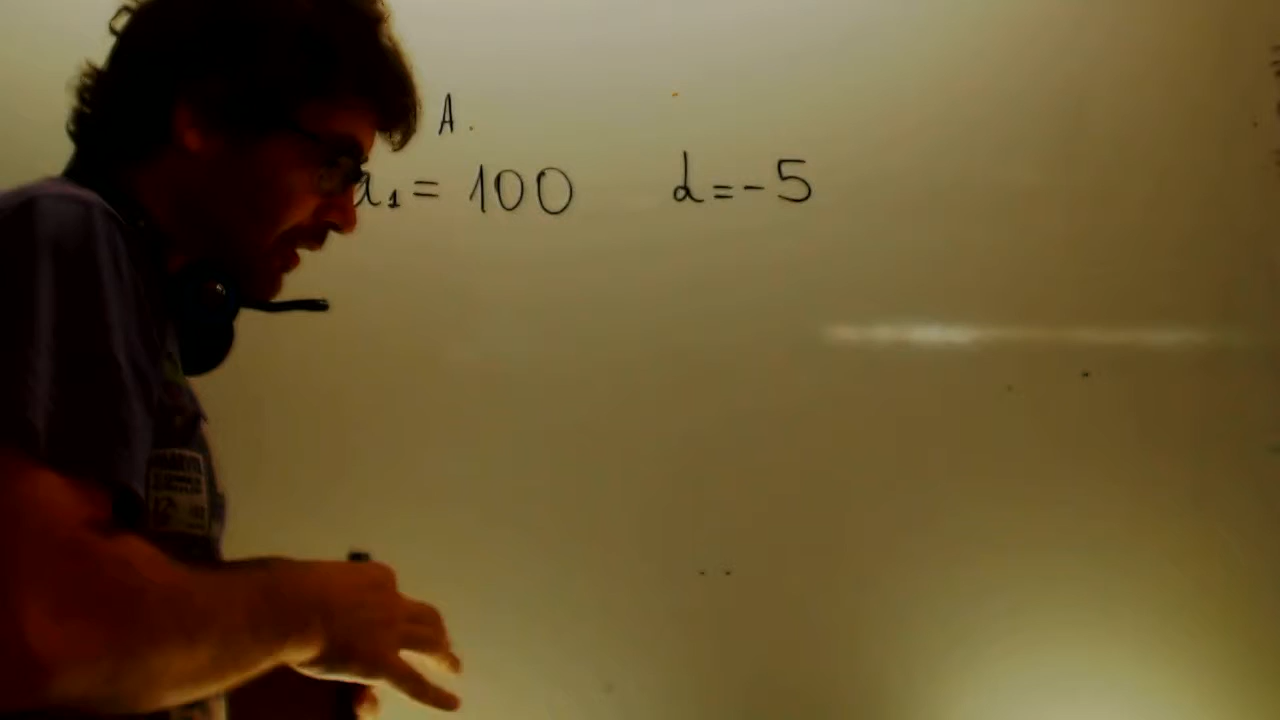 A.
a₁ = 100 d = -5